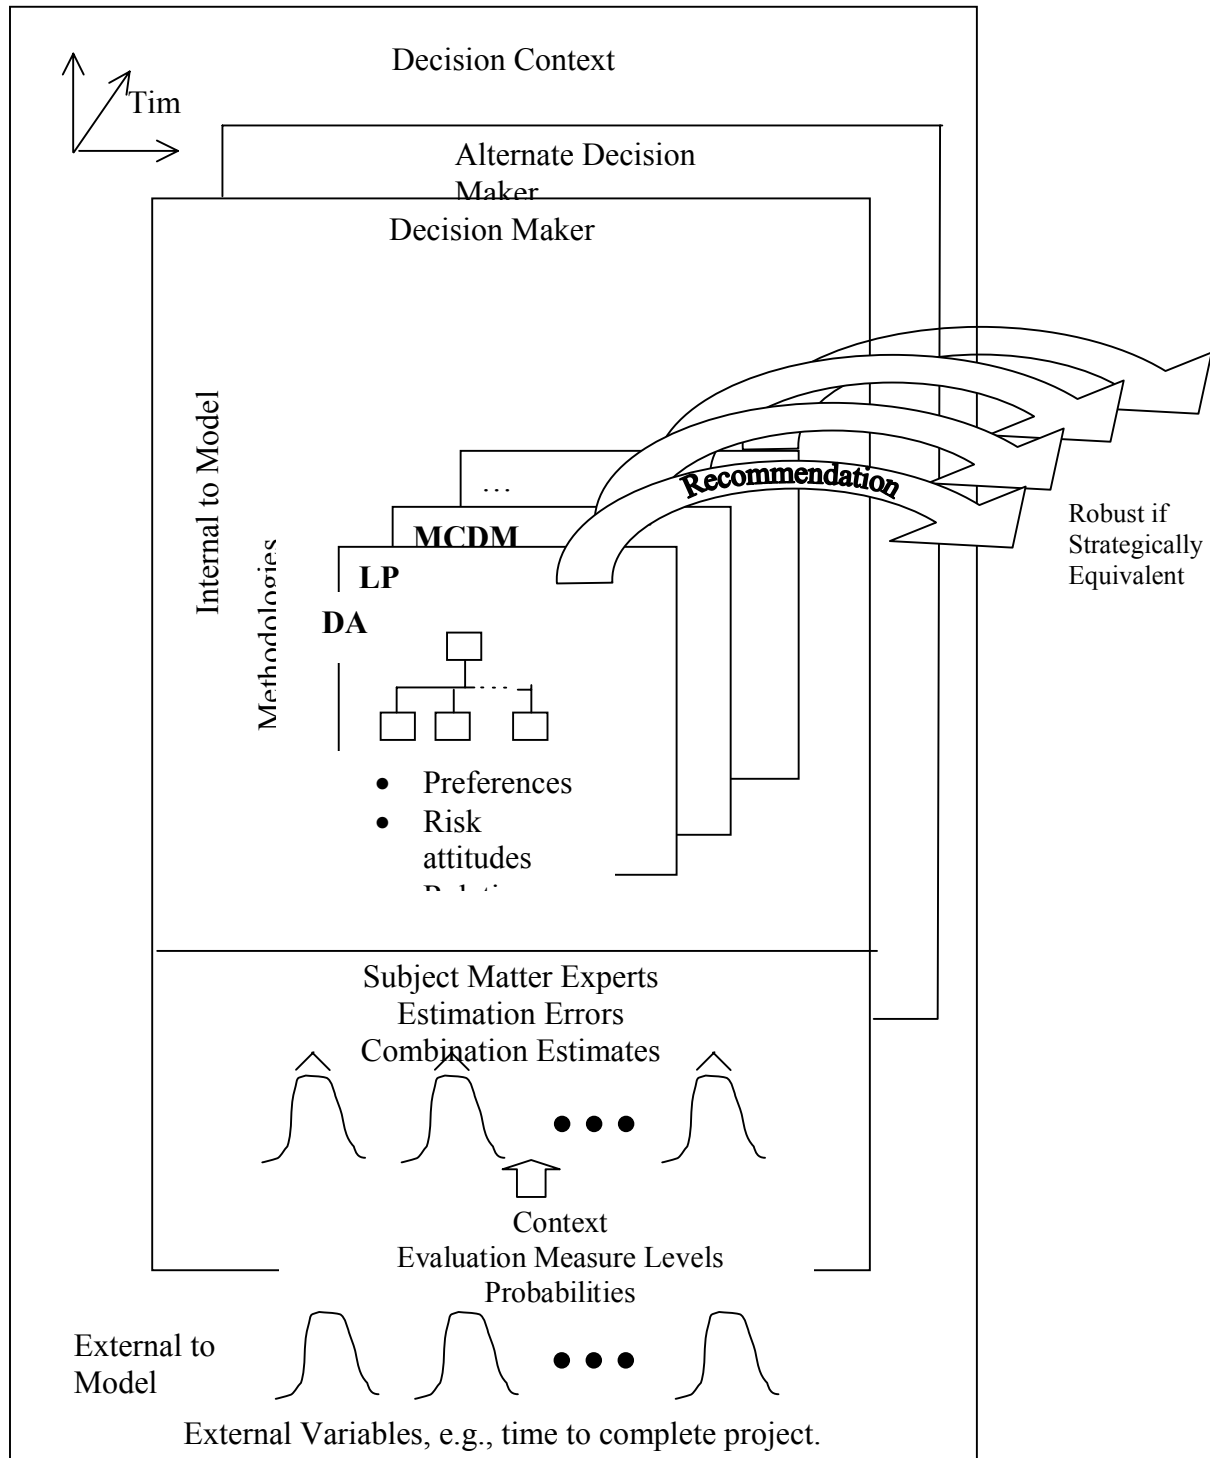 Decision Context
Tim
Alternate Decision
Maker
Decision Maker
Internal to Model
Methodologies
…
MCDM
LP
DA
Recommendation
Robust if
Strategically
Equivalent
• Preferences
• Risk
attitudes
Subject Matter Experts
Estimation Errors
Combination Estimates
Context
Evaluation Measure Levels
Probabilities
External to
Model
External Variables, e.g., time to complete project.